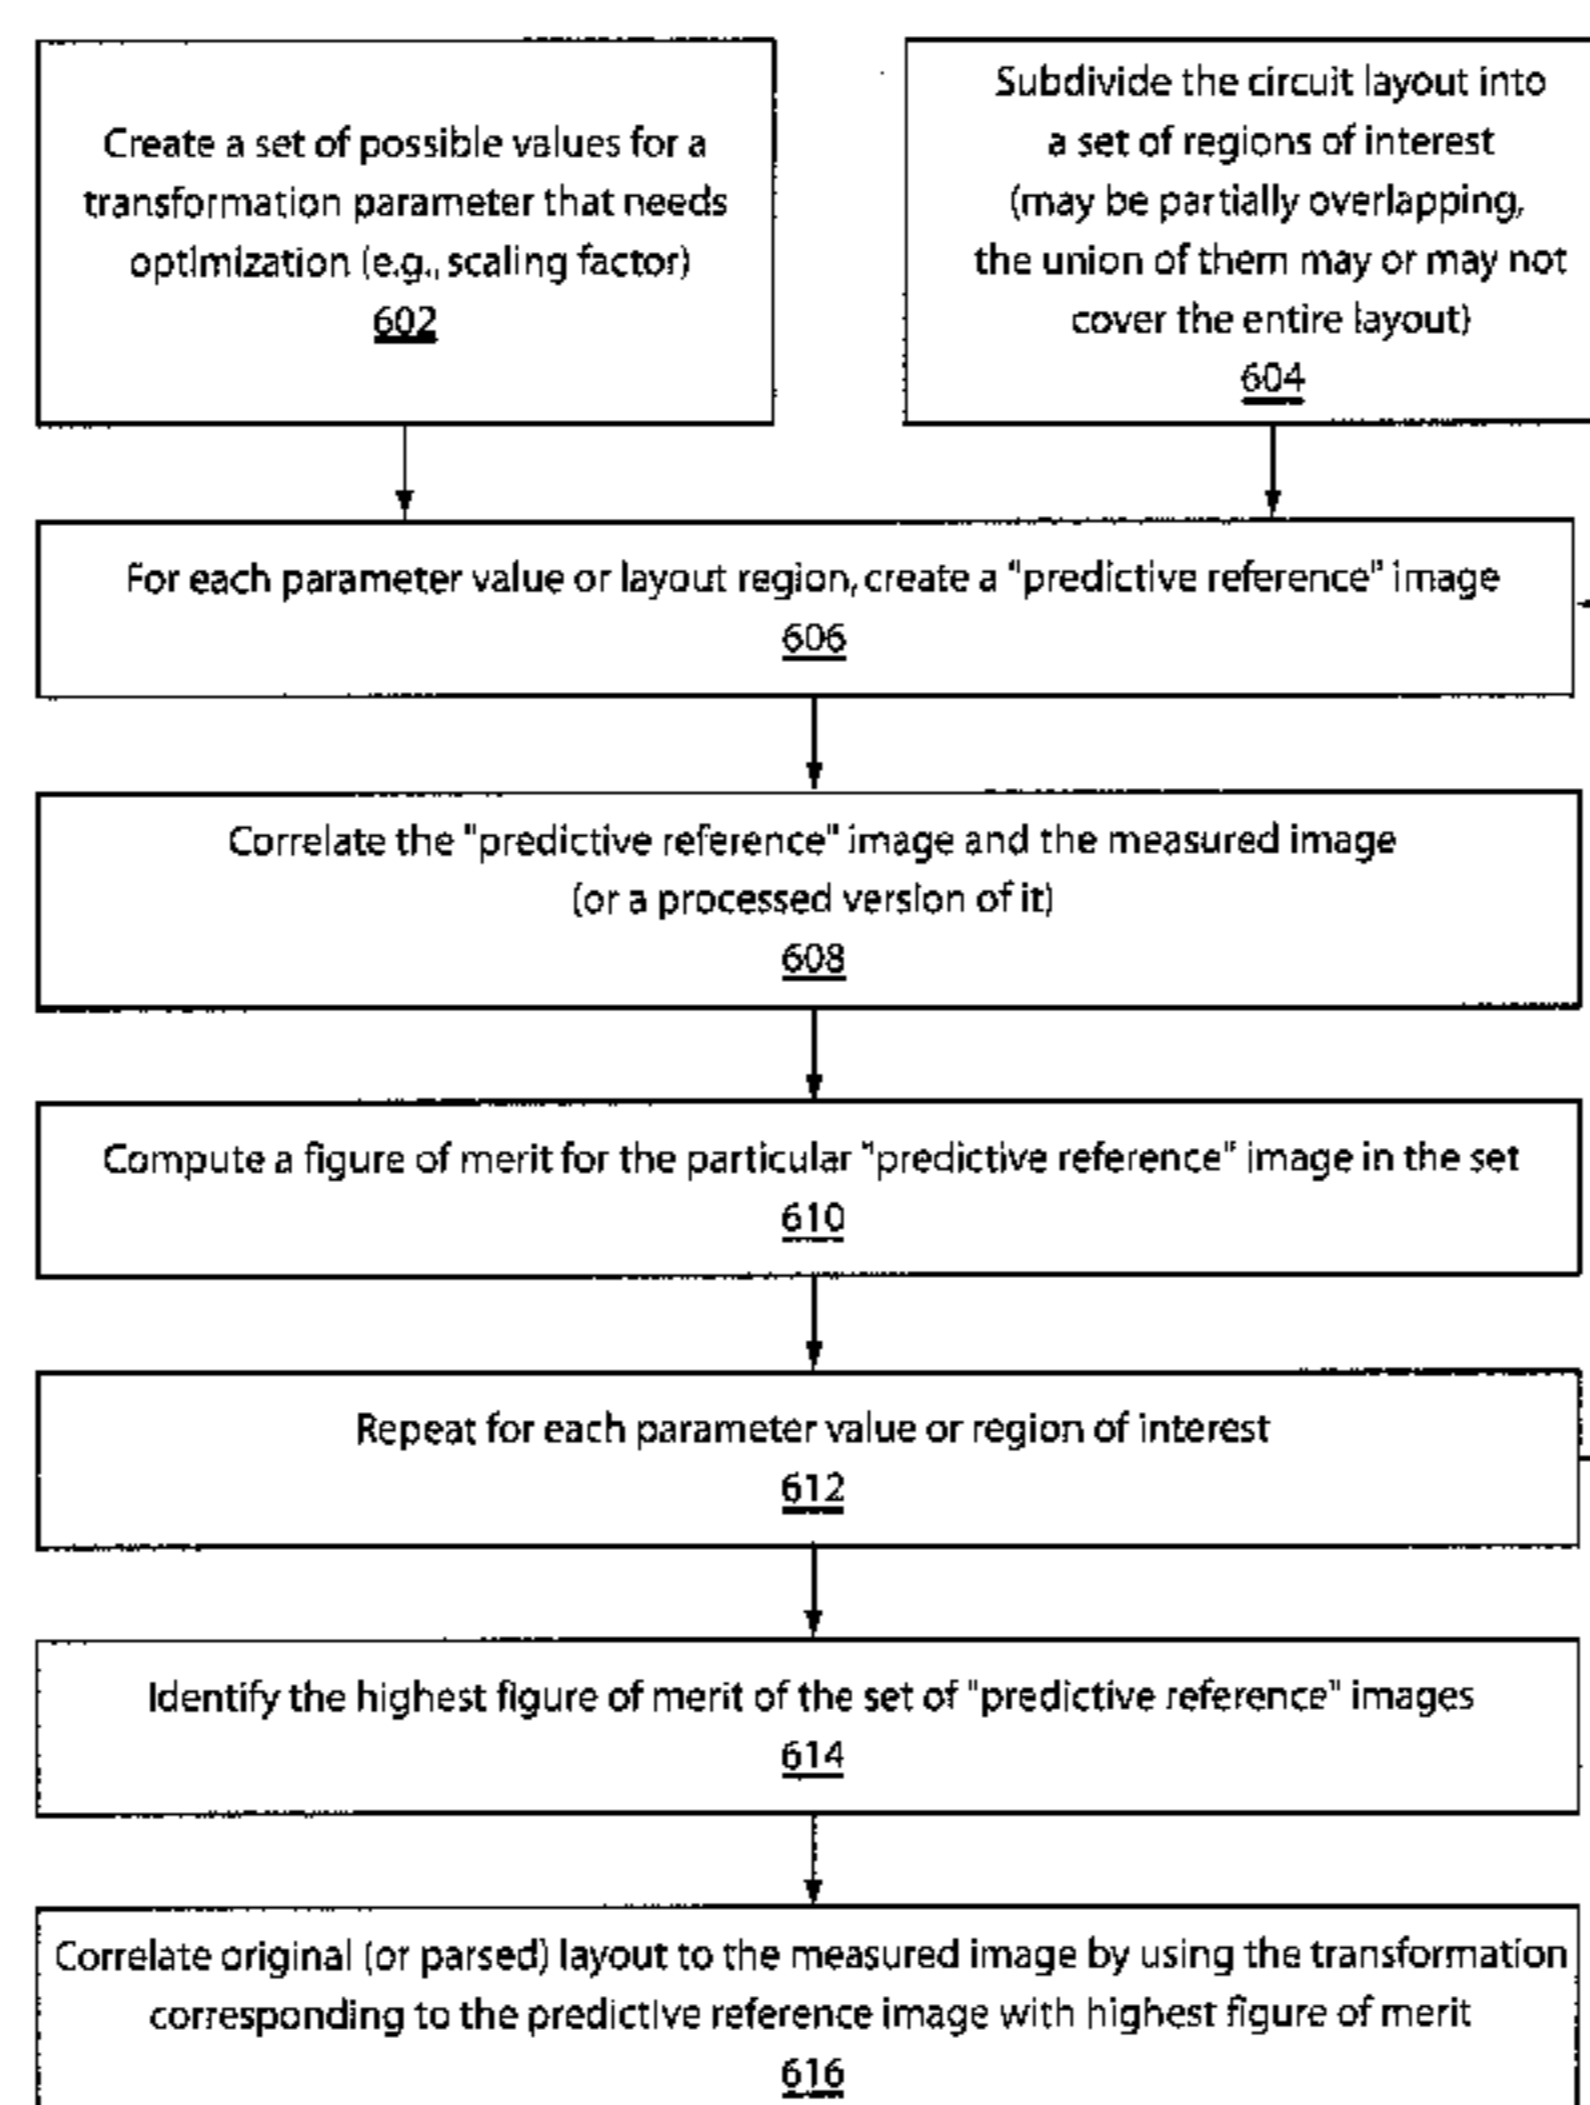 Create a set of possible values for a
transformation parameter that needs
optimization (e.g., scaling factor)
602
Subdivide the circuit layout into
a set of regions of interest
(may be partially overlapping,
the union of them may or may not
cover the entire layout)
604
For each parameter value or layout region, create a "predictive reference" image
606
Correlate the "predictive reference" image and the measured image
(or a processed version of it)
608
Compute a figure of merit for the particular "predictive reference" image in the set
610
Repeat for each parameter value or region of interest
612
Identify the highest figure of merit of the set of "predictive reference" images
614
Correlate original (or parsed) layout to the measured image by using the transformation
corresponding to the predictive reference image with highest figure of merit
616